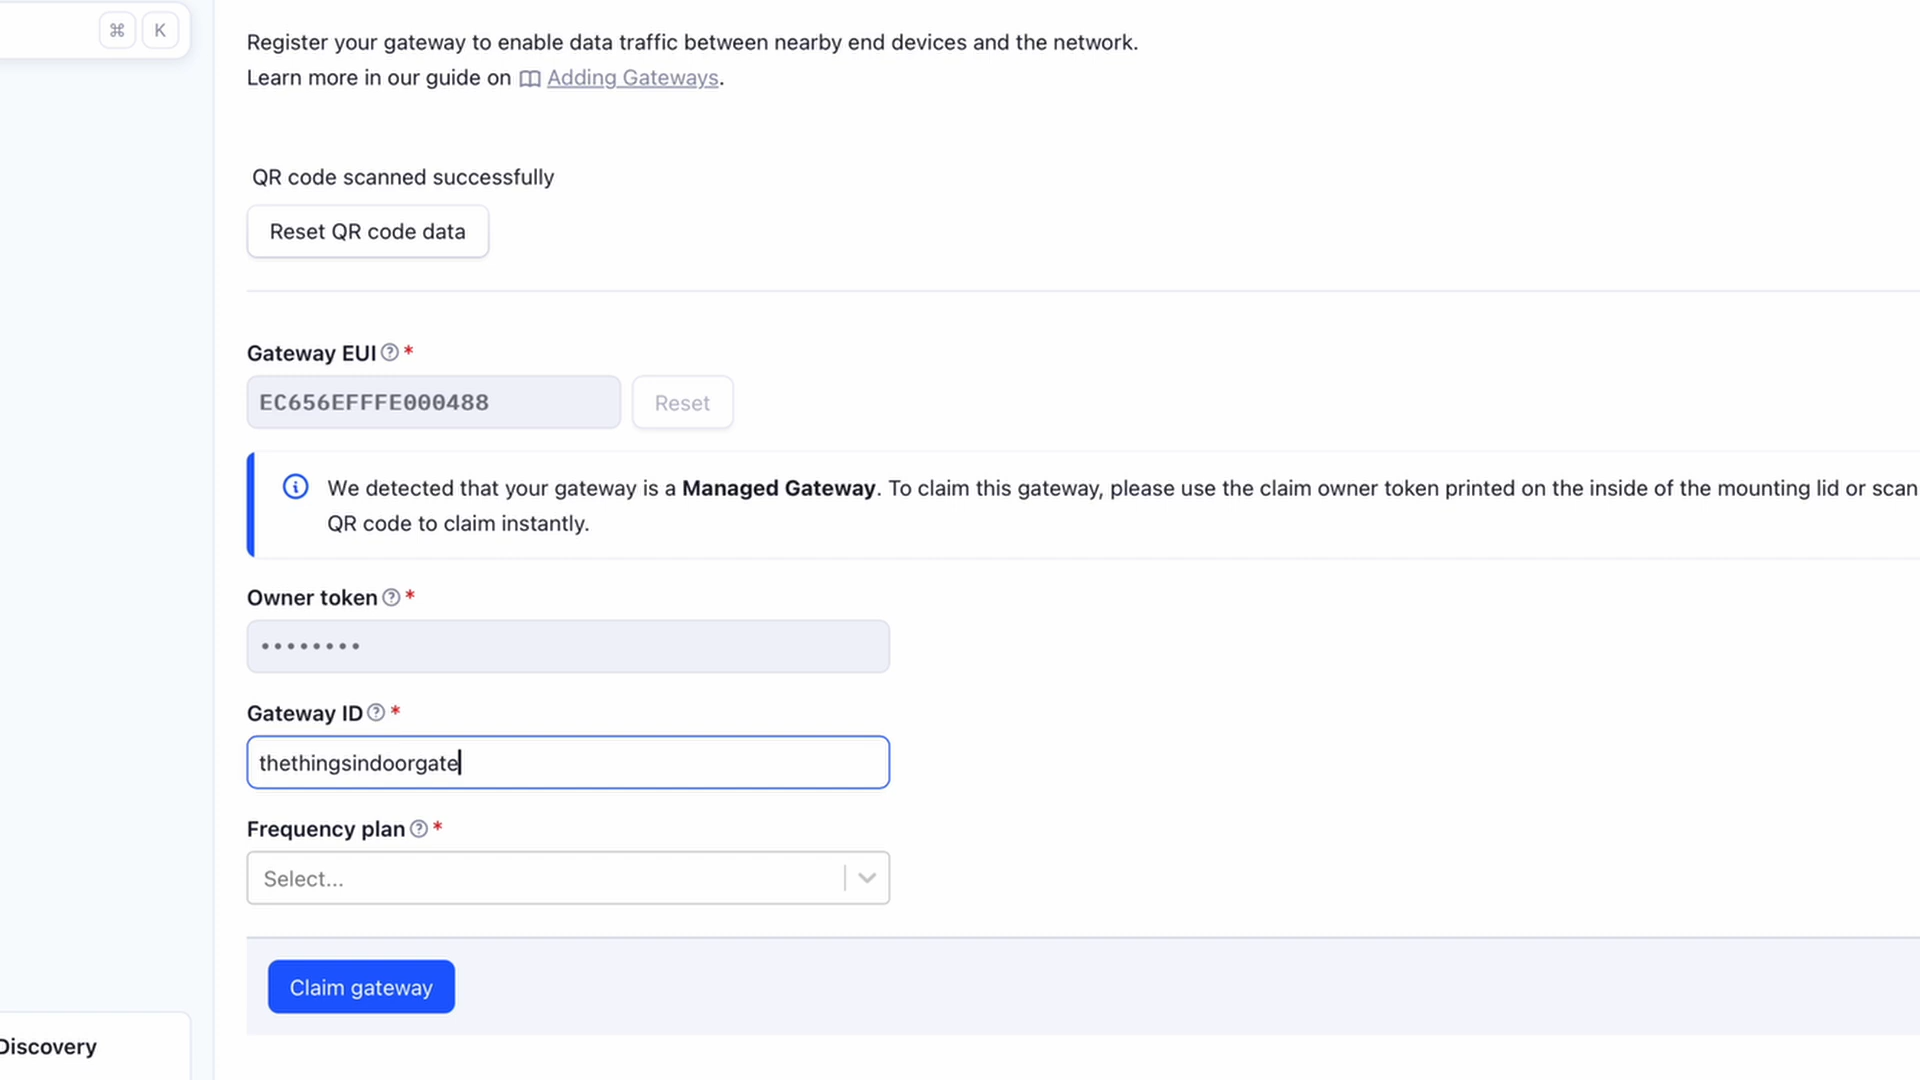 ⌘ K
Register your gateway to enable data traffic between nearby end devices and the network.
Learn more in our guide on Adding Gateways.
QR code scanned successfully
Reset QR code data
Gateway EUI *
EC656EFFFE000488 Reset
We detected that your gateway is a Managed Gateway. To claim this gateway, please use the claim owner token printed on the inside of the mounting lid or scan
QR code to claim instantly.
Owner token *
••••••••
Gateway ID *
thethingsindoorgate
Frequency plan *
Select...
Claim gateway
Discovery